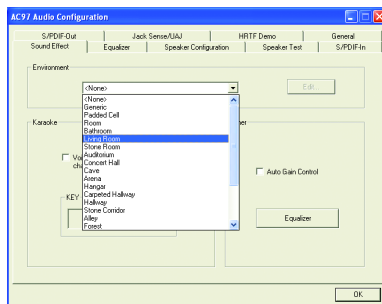 AC97 Audio Configuration
S/PDIF-Out Jack Sense/UAJ HRTF Demo General
Sound Effect Equalizer Speaker Configuration Speaker Test S/PDIF-In
Environment
<None>
Edit...
<None>
Generic
Padded Cell
Room
Bathroom
Living Room
Stone Room
Auditorium
Concert Hall
Cave
Arena
Hangar
Carpeted Hallway
Hallway
Stone Corridor
Alley
Forest
Karaoke
KEY
Auto Gain Control
Equalizer
OK